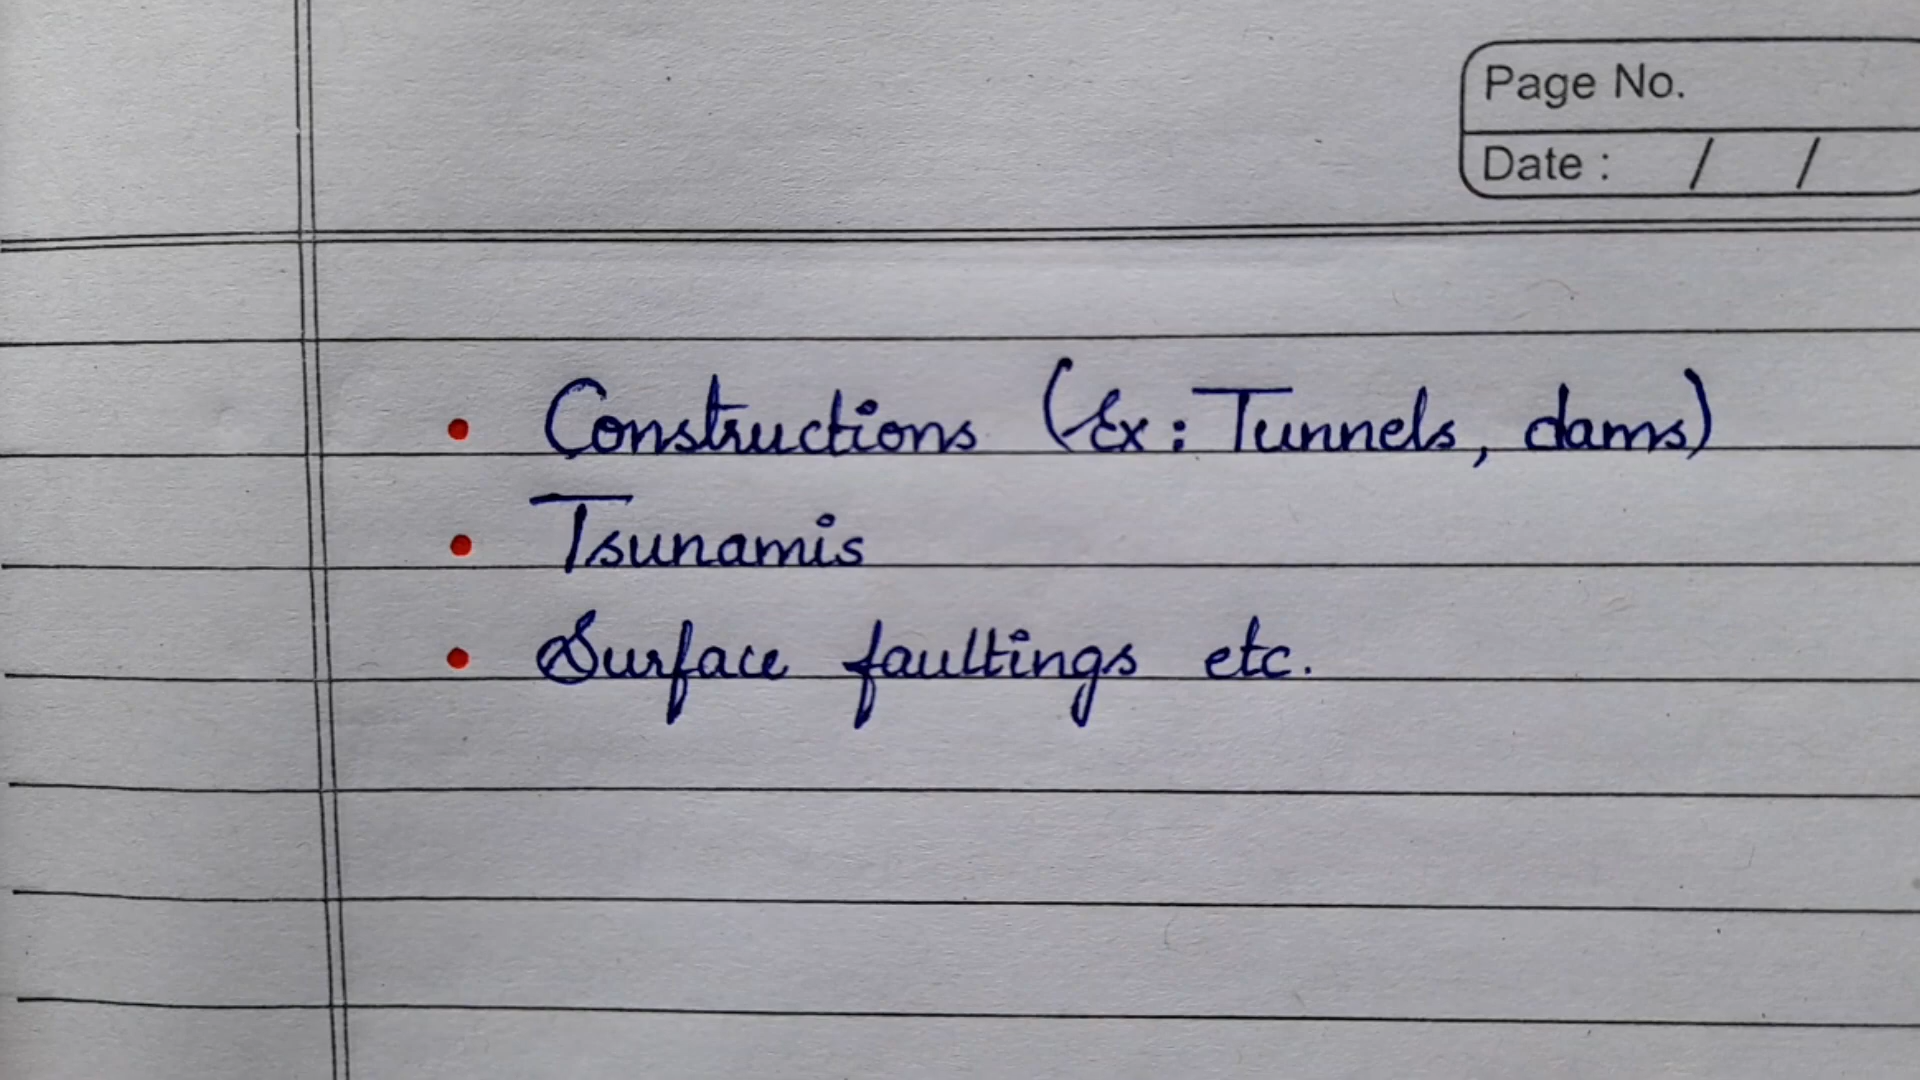 Page No.
Date : / /
• Constructions (Ex: Tunnels, dams)
• Tsunamis
• Surface faultings etc.